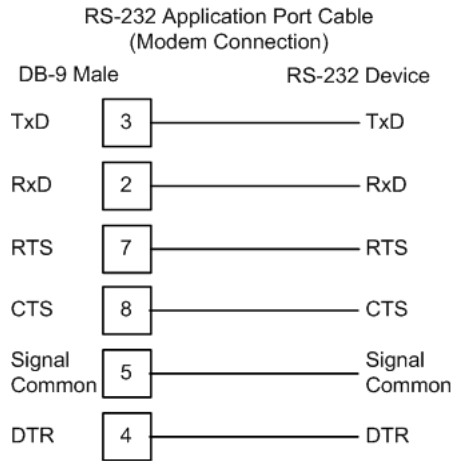 RS-232 Application Port Cable
(Modem Connection)
DB-9 Male RS-232 Device
TxD 3 TxD
RxD 2 RxD
RTS 7 RTS
CTS 8 CTS
Signal Common 5 Signal Common
DTR 4 DTR